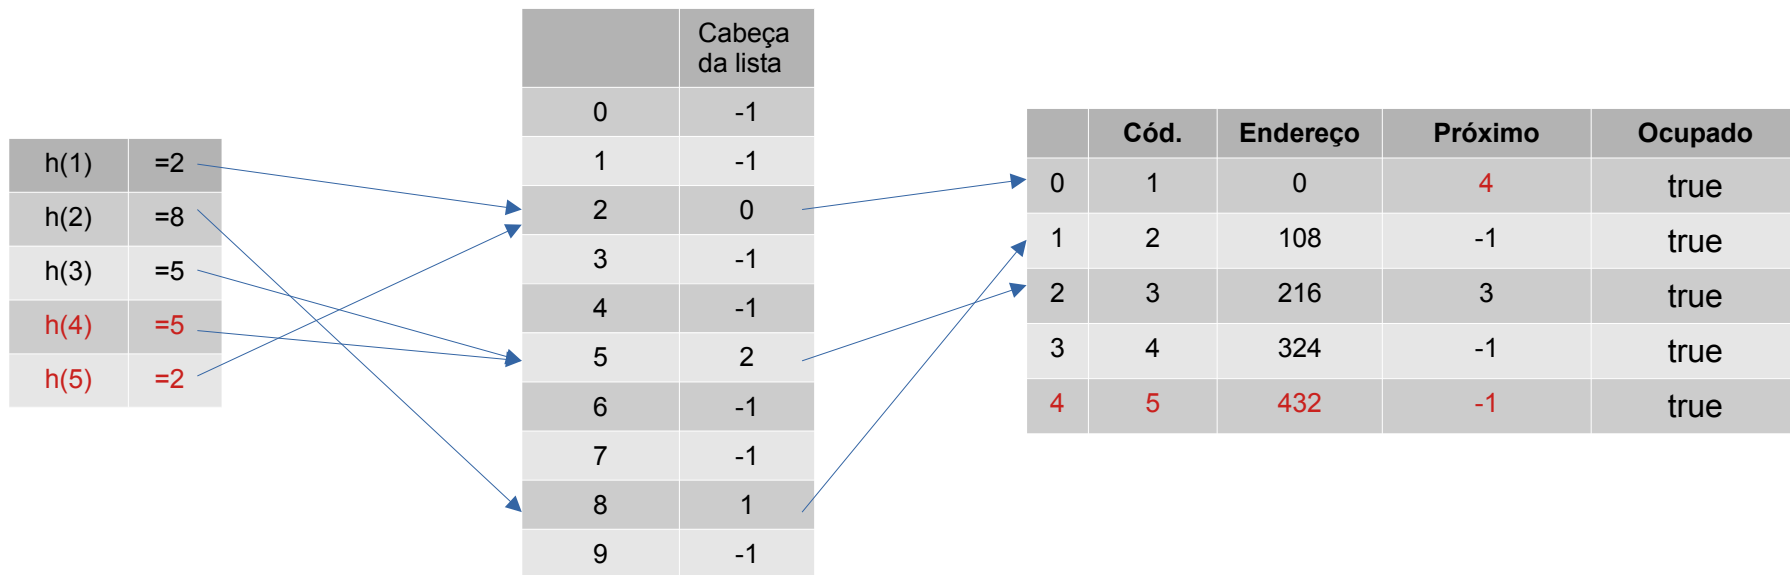 h(1) =2
h(2) =8
h(3) =5
h(4) =5
h(5) =2
Cabeça
da lista
0 -1
1 -1
2 0
3 -1
4 -1
5 2
6 -1
7 -1
8 1
9 -1
Cód. Endereço Próximo Ocupado
0 1 0 4 true
1 2 108 -1 true
2 3 216 3 true
3 4 324 -1 true
4 5 432 -1 true